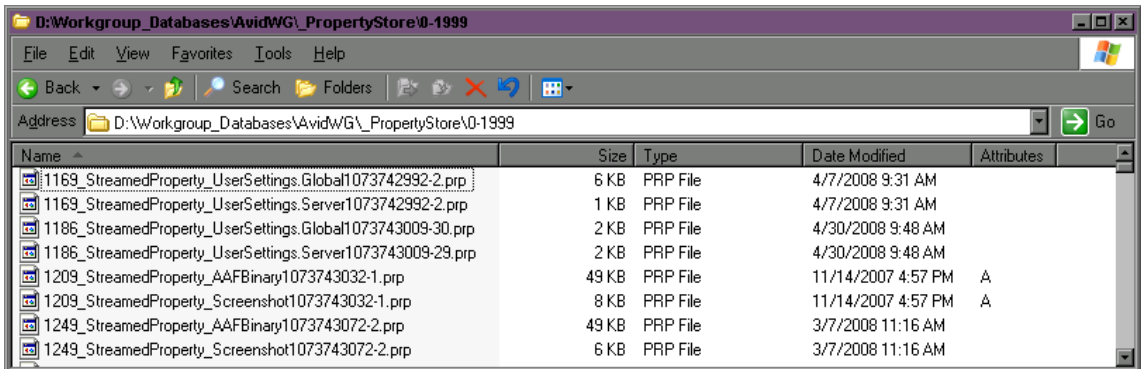 D:\Workgroup_Databases\AvidWG\_PropertyStore\0-1999
File Edit View Favorites Tools Help
Back Search Folders
Address D:\Workgroup_Databases\AvidWG\_PropertyStore\0-1999 Go
Name Size Type Date Modified Attributes
1169_StreamedProperty_UserSettings.Global1073742992-2.prp 6 KB PRP File 4/7/2008 9:31 AM
1169_StreamedProperty_UserSettings.Server1073742992-2.prp 1 KB PRP File 4/7/2008 9:31 AM
1186_StreamedProperty_UserSettings.Global1073743009-30.prp 2 KB PRP File 4/30/2008 9:48 AM
1186_StreamedProperty_UserSettings.Server1073743009-29.prp 2 KB PRP File 4/30/2008 9:48 AM
1209_StreamedProperty_AAFBinary1073743032-1.prp 49 KB PRP File 11/14/2007 4:57 PM A
1209_StreamedProperty_Screenshot1073743032-1.prp 8 KB PRP File 11/14/2007 4:57 PM A
1249_StreamedProperty_AAFBinary1073743072-2.prp 49 KB PRP File 3/7/2008 11:16 AM
1249_StreamedProperty_Screenshot1073743072-2.prp 6 KB PRP File 3/7/2008 11:16 AM